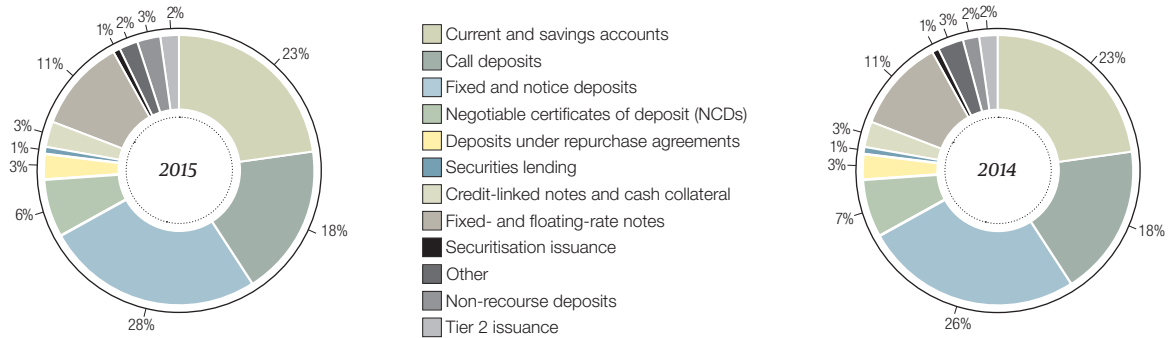 1%
2%
3%
2%
23%
11%
3%
1%
3%
6%
28%
18%
2015
Current and savings accounts
Call deposits
Fixed and notice deposits
Negotiable certificates of deposit (NCDs)
Deposits under repurchase agreements
Securities lending
Credit-linked notes and cash collateral
Fixed- and floating-rate notes
Securitisation issuance
Other
Non-recourse deposits
Tier 2 issuance
1%
3%
2%
2%
23%
11%
3%
1%
3%
7%
26%
18%
2014